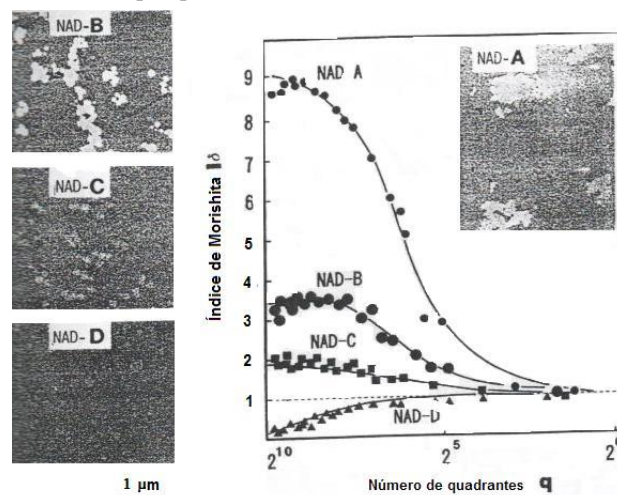 NAD-B
NAD-C
NAD-D
1 µm
Índice de Morishita Iδ
9
8
7
6
5
4
3
2
1
NAD A
NAD-B
NAD-C
NAD-D
NAD-A
2^10
2^5
Número de quadrantes q